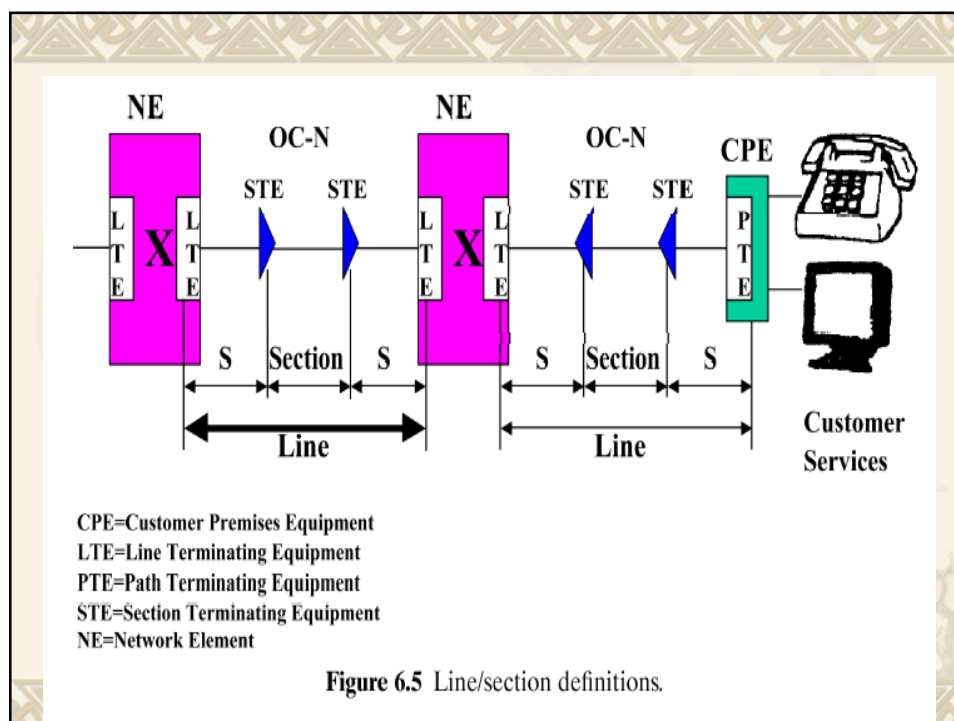 NE
OC-N
NE
OC-N
CPE
STE
STE
STE
STE
L
T
E
X
L
T
E
L
T
E
X
L
T
E
P
T
E
S
Section
S
S
Section
S
Line
Line
Customer
Services
CPE=Customer Premises Equipment
LTE=Line Terminating Equipment
PTE=Path Terminating Equipment
STE=Section Terminating Equipment
NE=Network Element
Figure 6.5 Line/section definitions.